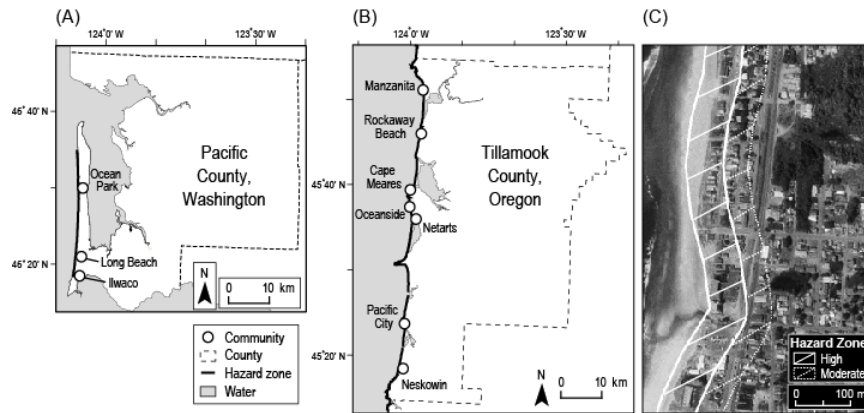 (A)
124°0'
123°30'
46° 40'
46° 20'
Ocean
Park
Pacific
County,
Washington
Long Beach
Ilwaco
N
0 10 km
Community
County
Hazard zone
Water
(B)
124°0'
123°30'
45°40'
45°20'
Manzanita
Rockaway
Beach
Cape
Meares
Oceanside
Netarts
Tillamook
County,
Oregon
Pacific
City
Neskowin
N
0 10 km
(C)
Hazard Zone
High
Moderate
0 100 m